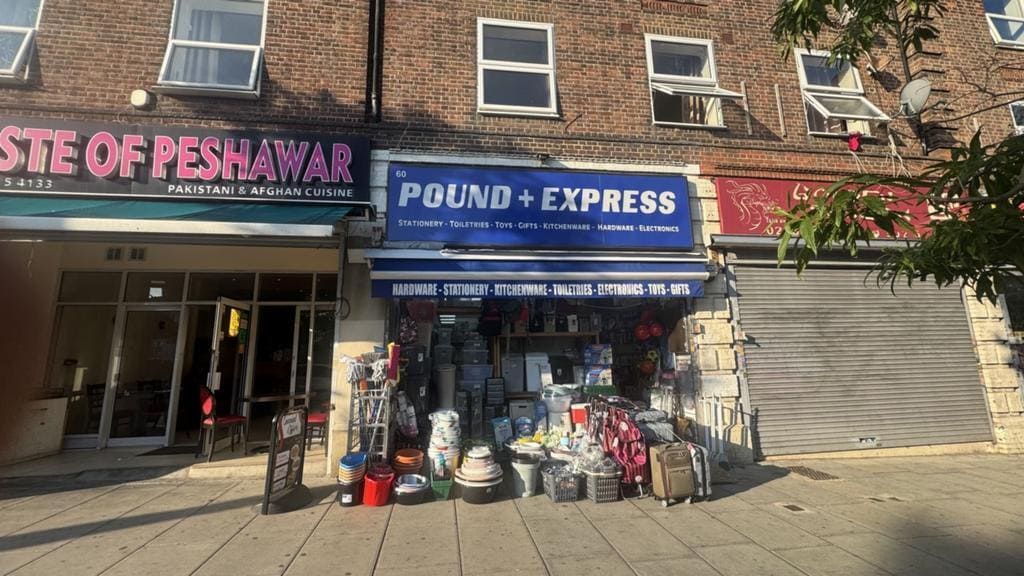 STE OF PESHAWAR
5 4133
PAKISTANI & AFGHAN CUISINE
60
POUND + EXPRESS
STATIONERY - TOILETRIES - TOYS - GIFTS - KITCHENWARE - HARDWARE - ELECTRONICS
HARDWARE - STATIONERY - KITCHENWARE - TOILETRIES - ELECTRONICS - TOYS - GIFTS